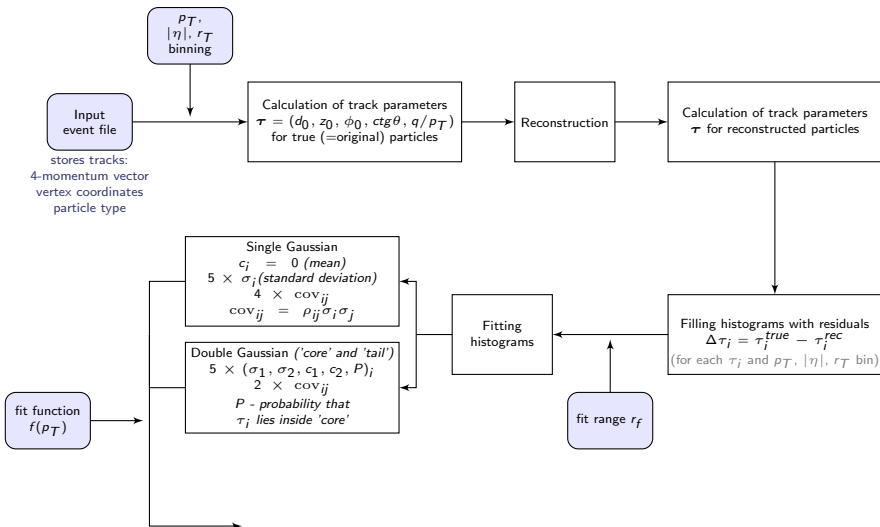 p_T,
|η|, r_T
binning
Input
event file
stores tracks:
4-momentum vector
vertex coordinates
particle type
Calculation of track parameters
τ = (d_0, z_0, ϕ_0, ctgθ, q/p_T)
for true (=original) particles
Reconstruction
Calculation of track parameters
τ for reconstructed particles
Single Gaussian
c_i = 0 (mean)
5 × σ_i (standard deviation)
4 × cov_ij
cov_ij = ρ_ij σ_i σ_j
Double Gaussian ('core' and 'tail')
5 × (σ_1, σ_2, c_1, c_2, P)_i
2 × cov_ij
P - probability that
τ_i lies inside 'core'
Fitting
histograms
Filling histograms with residuals
Δτ_i = τ_i^true − τ_i^rec
(for each τ_i and p_T, |η|, r_T bin)
fit function
f(p_T)
fit range r_f